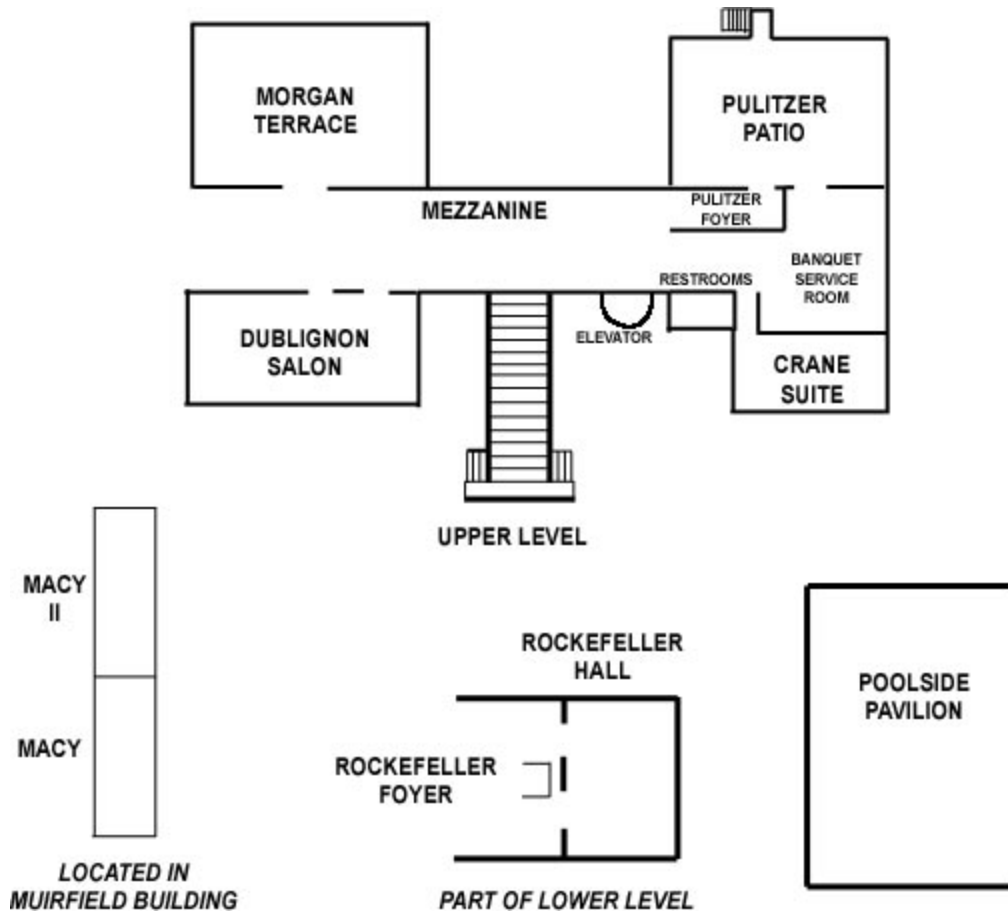 MORGAN
TERRACE
PULITZER
PATIO
MEZZANINE
PULITZER
FOYER
BANQUET
SERVICE
ROOM
RESTROOMS
DUBLIGNON
SALON
ELEVATOR
CRANE
SUITE
UPPER LEVEL
MACY
II
MACY
ROCKEFELLER
HALL
ROCKEFELLER
FOYER
POOLSIDE
PAVILION
LOCATED IN
MUIRFIELD BUILDING
PART OF LOWER LEVEL